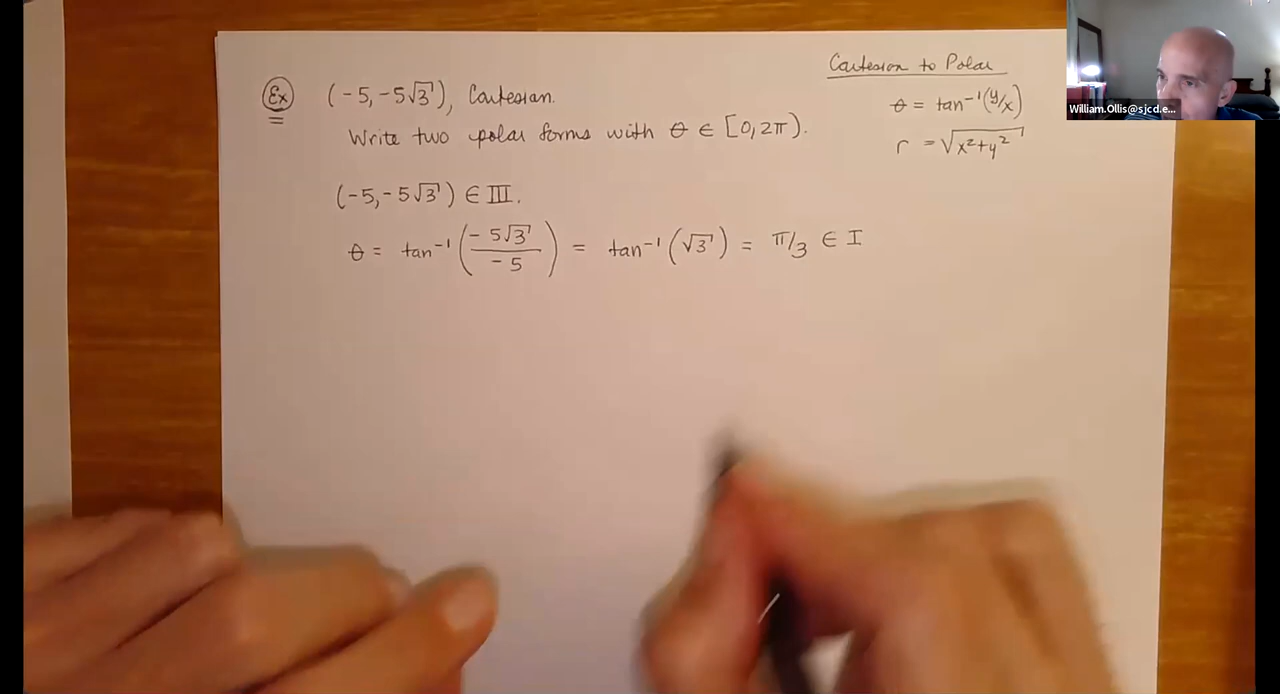 Ex (-5, -5√3), Cartesian.
Write two polar forms with θ ∈ [0, 2π).
(-5, -5√3) ∈ III.
θ = tan⁻¹(-5√3/-5) = tan⁻¹(√3) = π/3 ∈ I
Cartesian to Polar
θ = tan⁻¹(y/x)
r = √x²+y²
William.Ollis@sjcd.e...